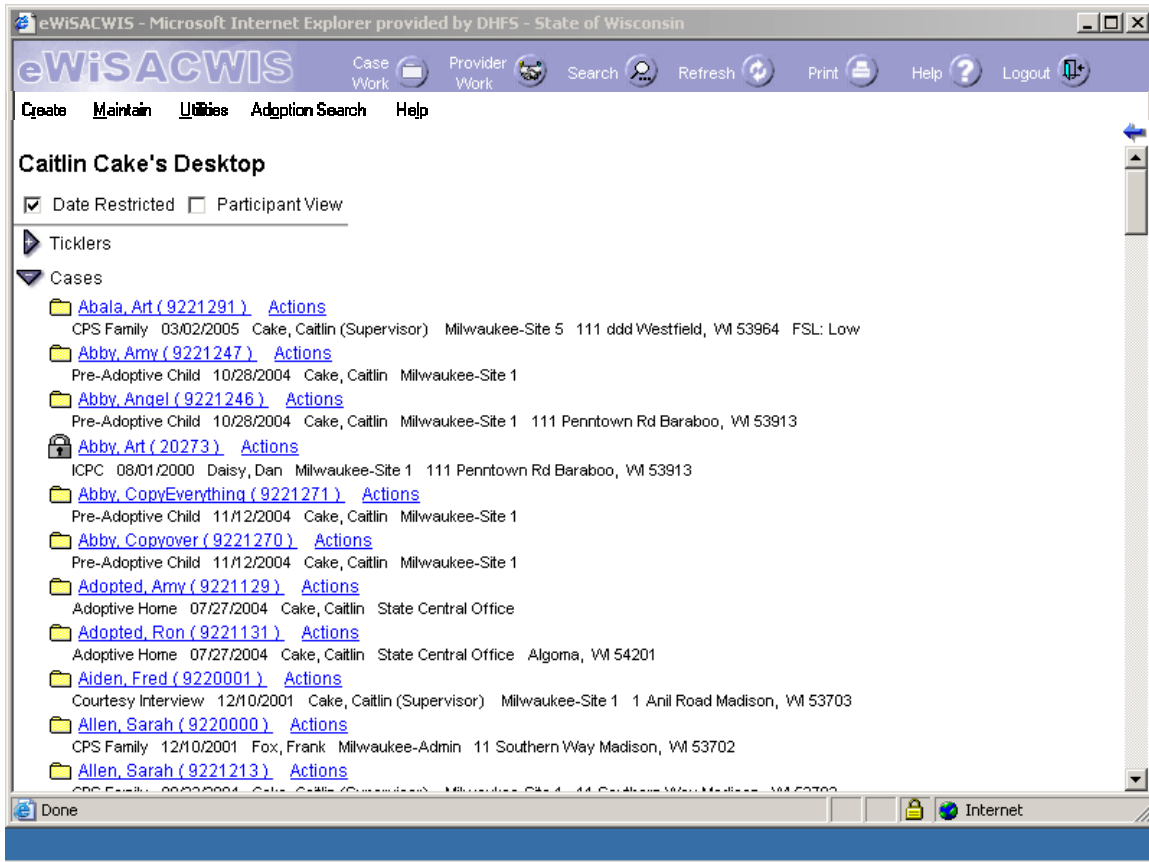 eWiSACWIS - Microsoft Internet Explorer provided by DHFS - State of Wisconsin
eWiSACWIS Case Work Provider Work Search Refresh Print Help Logout
Create Maintain Utilities Adoption Search Help
Caitlin Cake's Desktop
Date Restricted Participant View
Ticklers
Cases
Abala, Art ( 9221291 ) Actions
CPS Family 03/02/2005 Cake, Caitlin (Supervisor) Milwaukee-Site 5 111 ddd Westfield, WI 53964 FSL: Low
Abby, Amy ( 9221247 ) Actions
Pre-Adoptive Child 10/28/2004 Cake, Caitlin Milwaukee-Site 1
Abby, Angel ( 9221246 ) Actions
Pre-Adoptive Child 10/28/2004 Cake, Caitlin Milwaukee-Site 1 111 Penntown Rd Baraboo, WI 53913
Abby, Art ( 20273 ) Actions
ICPC 08/01/2000 Daisy, Dan Milwaukee-Site 1 111 Penntown Rd Baraboo, WI 53913
Abby, CopyEverything ( 9221271 ) Actions
Pre-Adoptive Child 11/12/2004 Cake, Caitlin Milwaukee-Site 1
Abby, Copyover ( 9221270 ) Actions
Pre-Adoptive Child 11/12/2004 Cake, Caitlin Milwaukee-Site 1
Adopted, Amy ( 9221129 ) Actions
Adoptive Home 07/27/2004 Cake, Caitlin State Central Office
Adopted, Ron ( 9221131 ) Actions
Adoptive Home 07/27/2004 Cake, Caitlin State Central Office Algoma, WI 54201
Aiden, Fred ( 9220001 ) Actions
Courtesy Interview 12/10/2001 Cake, Caitlin (Supervisor) Milwaukee-Site 1 1 Anil Road Madison, WI 53703
Allen, Sarah ( 9220000 ) Actions
CPS Family 12/10/2001 Fox, Frank Milwaukee-Admin 11 Southern Way Madison, WI 53702
Allen, Sarah ( 9221213 ) Actions
Done Internet